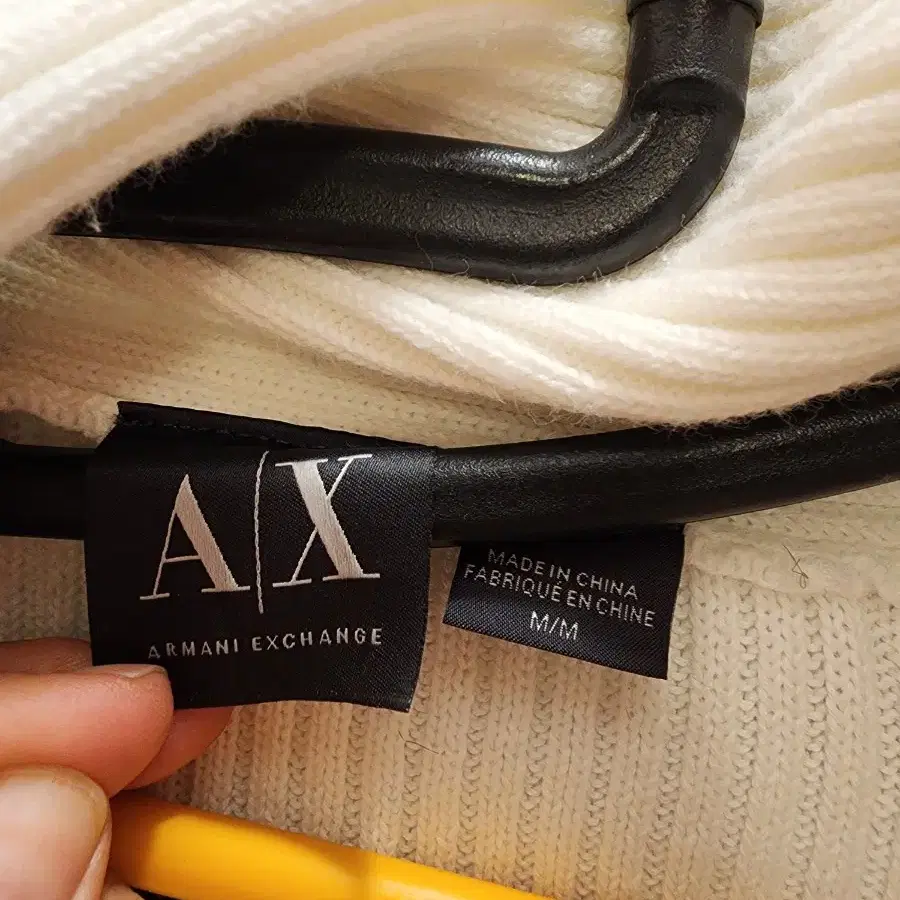 A|X
ARMANI EXCHANGE
MADE IN CHINA
FABRIQUÉ EN CHINE
M/M